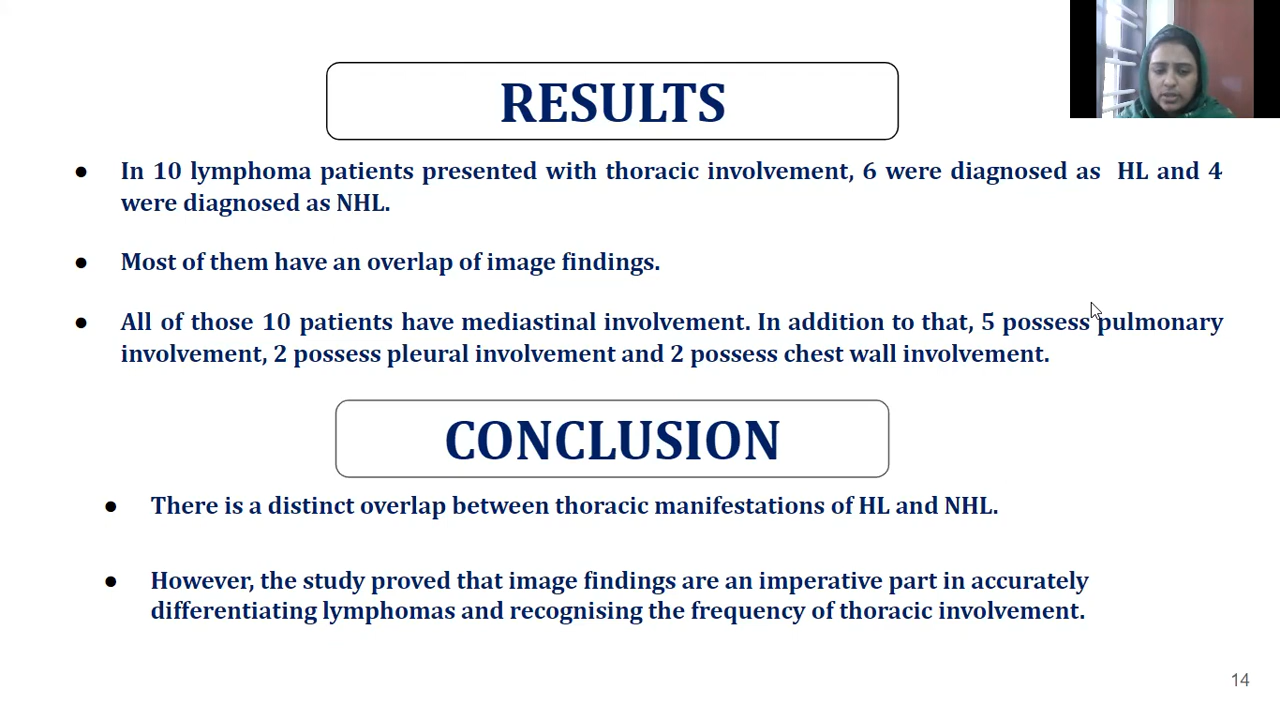 RESULTS
● In 10 lymphoma patients presented with thoracic involvement, 6 were diagnosed as HL and 4
were diagnosed as NHL.
● Most of them have an overlap of image findings.
● All of those 10 patients have mediastinal involvement. In addition to that, 5 possess pulmonary
involvement, 2 possess pleural involvement and 2 possess chest wall involvement.
CONCLUSION
● There is a distinct overlap between thoracic manifestations of HL and NHL.
● However, the study proved that image findings are an imperative part in accurately
differentiating lymphomas and recognising the frequency of thoracic involvement.
14